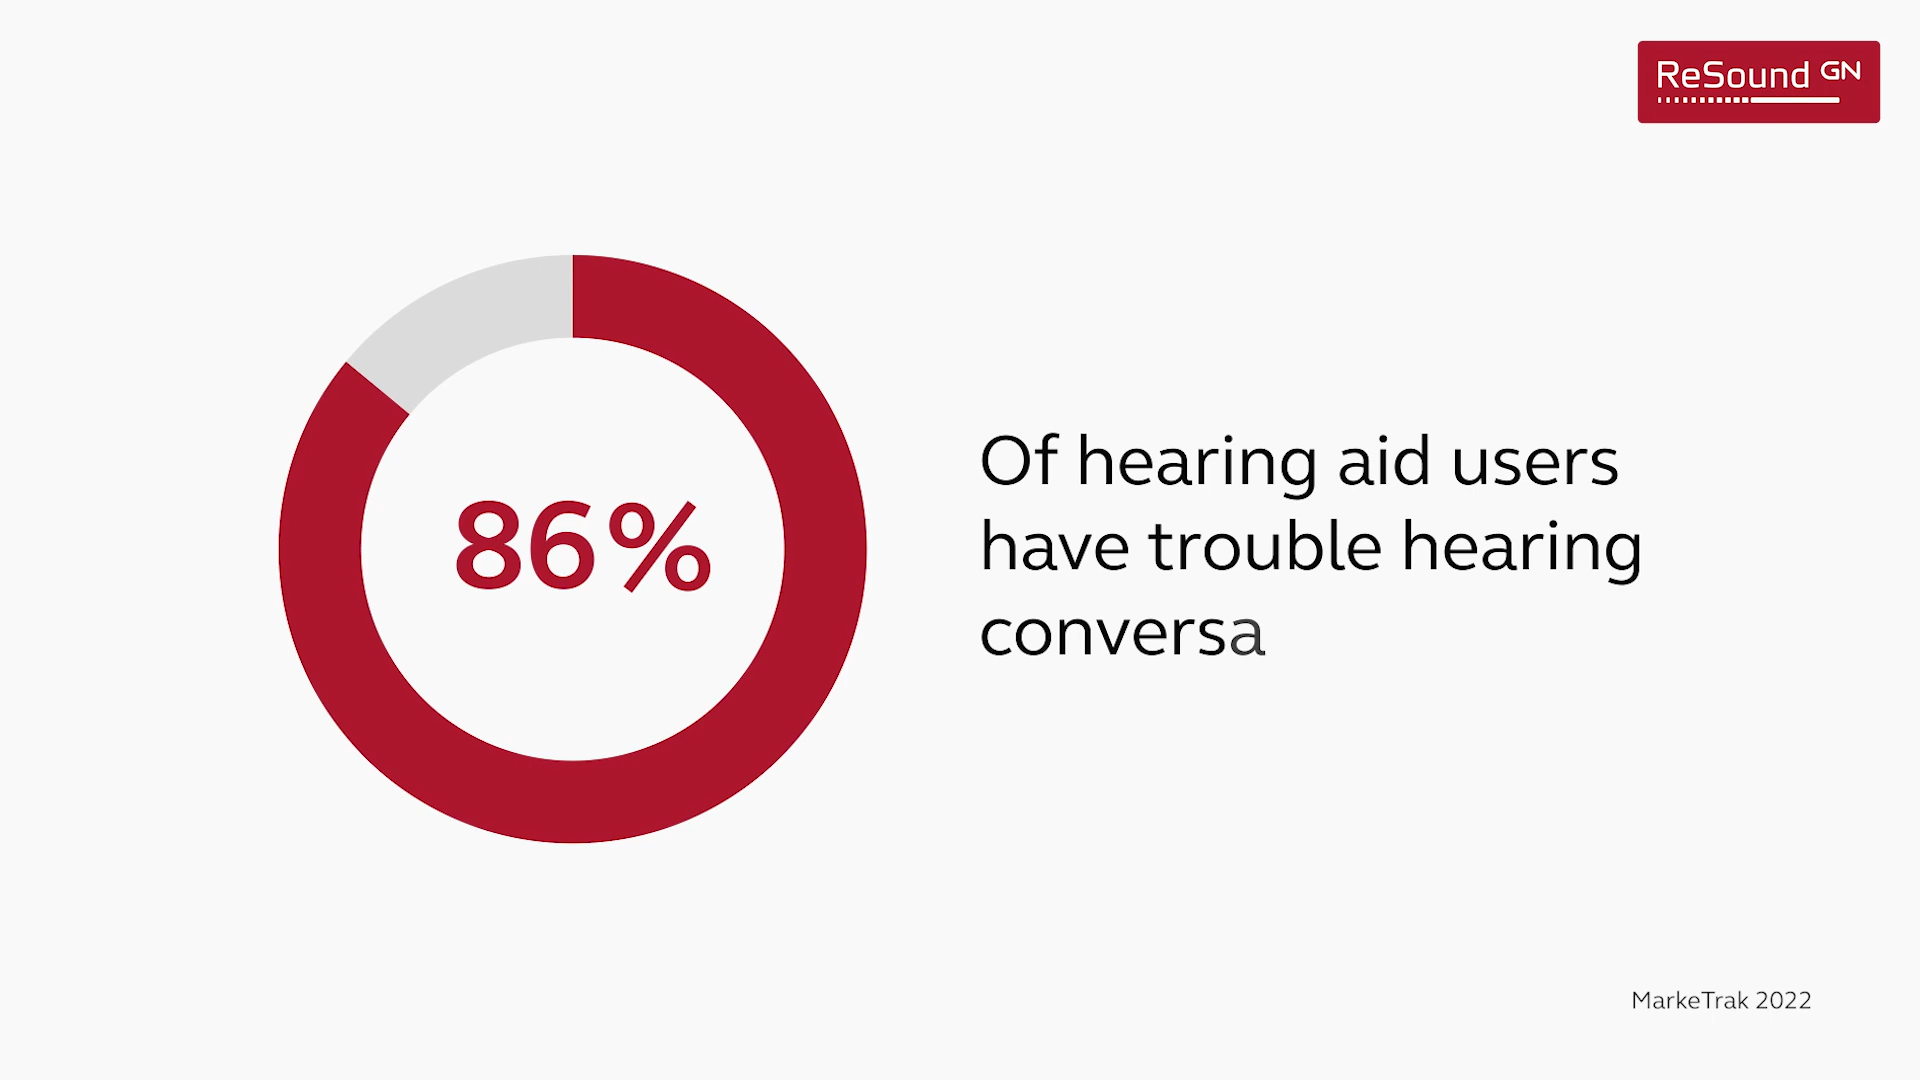 ReSound GN
86%
Of hearing aid users
have trouble hearing
conversa
MarkeTrak 2022